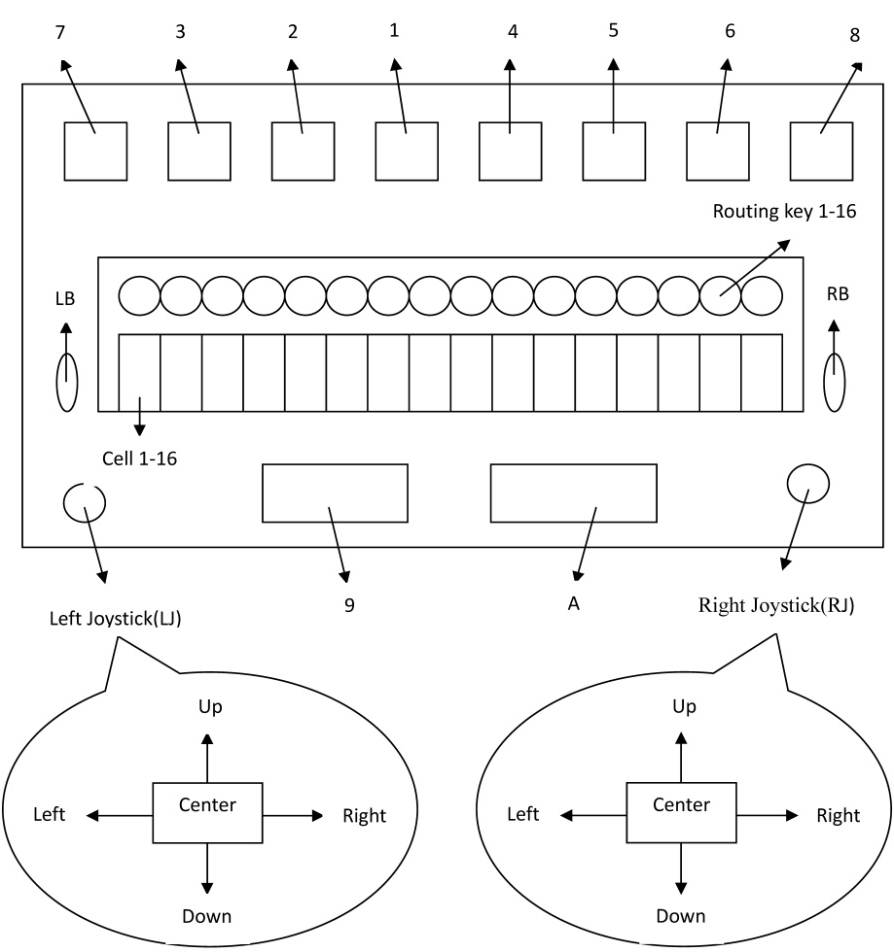 7 3 2 1 4 5 6 8
Routing key 1-16
LB
RB
Cell 1-16
9
A
Left Joystick(LJ)
Right Joystick(RJ)
Up
Left
Center
Right
Down
Up
Left
Center
Right
Down